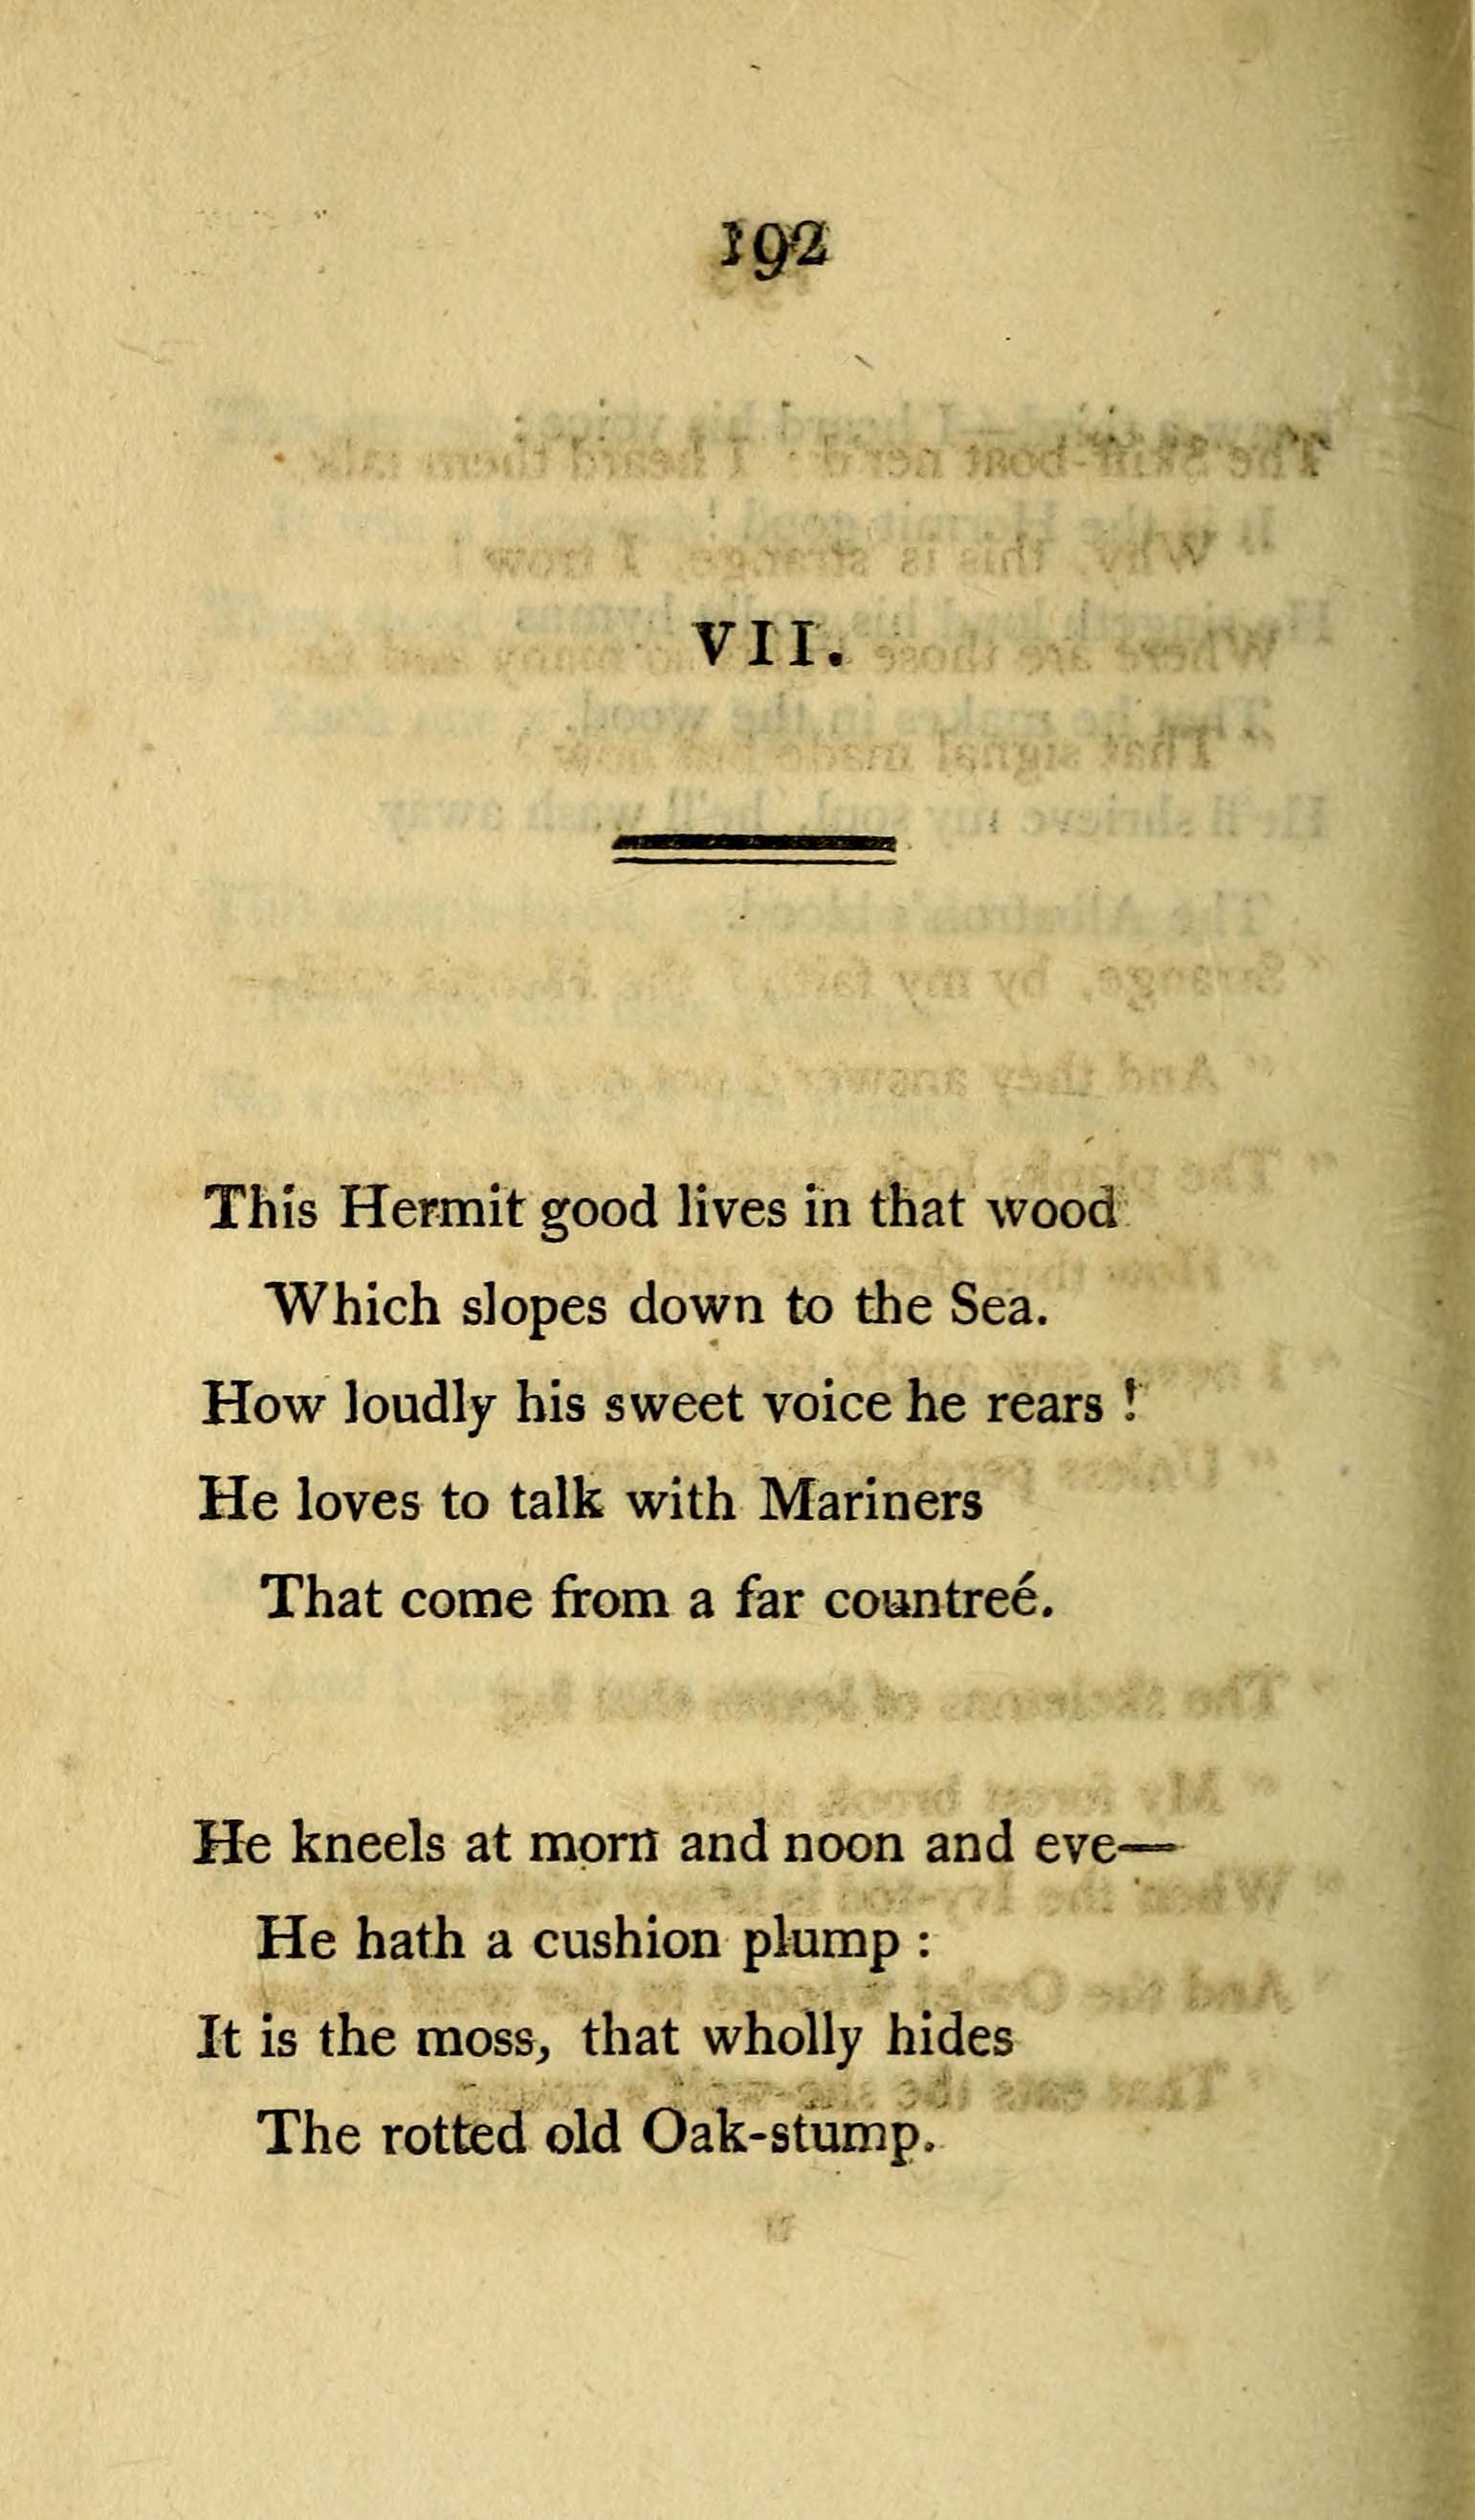 192
VII.
This Hermit good lives in that wood
Which slopes down to the Sea.
How loudly his sweet voice he rears !
He loves to talk with Mariners
That come from a far countreé.
He kneels at morn and noon and eve—
He hath a cushion plump :
It is the moss, that wholly hides
The rotted old Oak-stump.